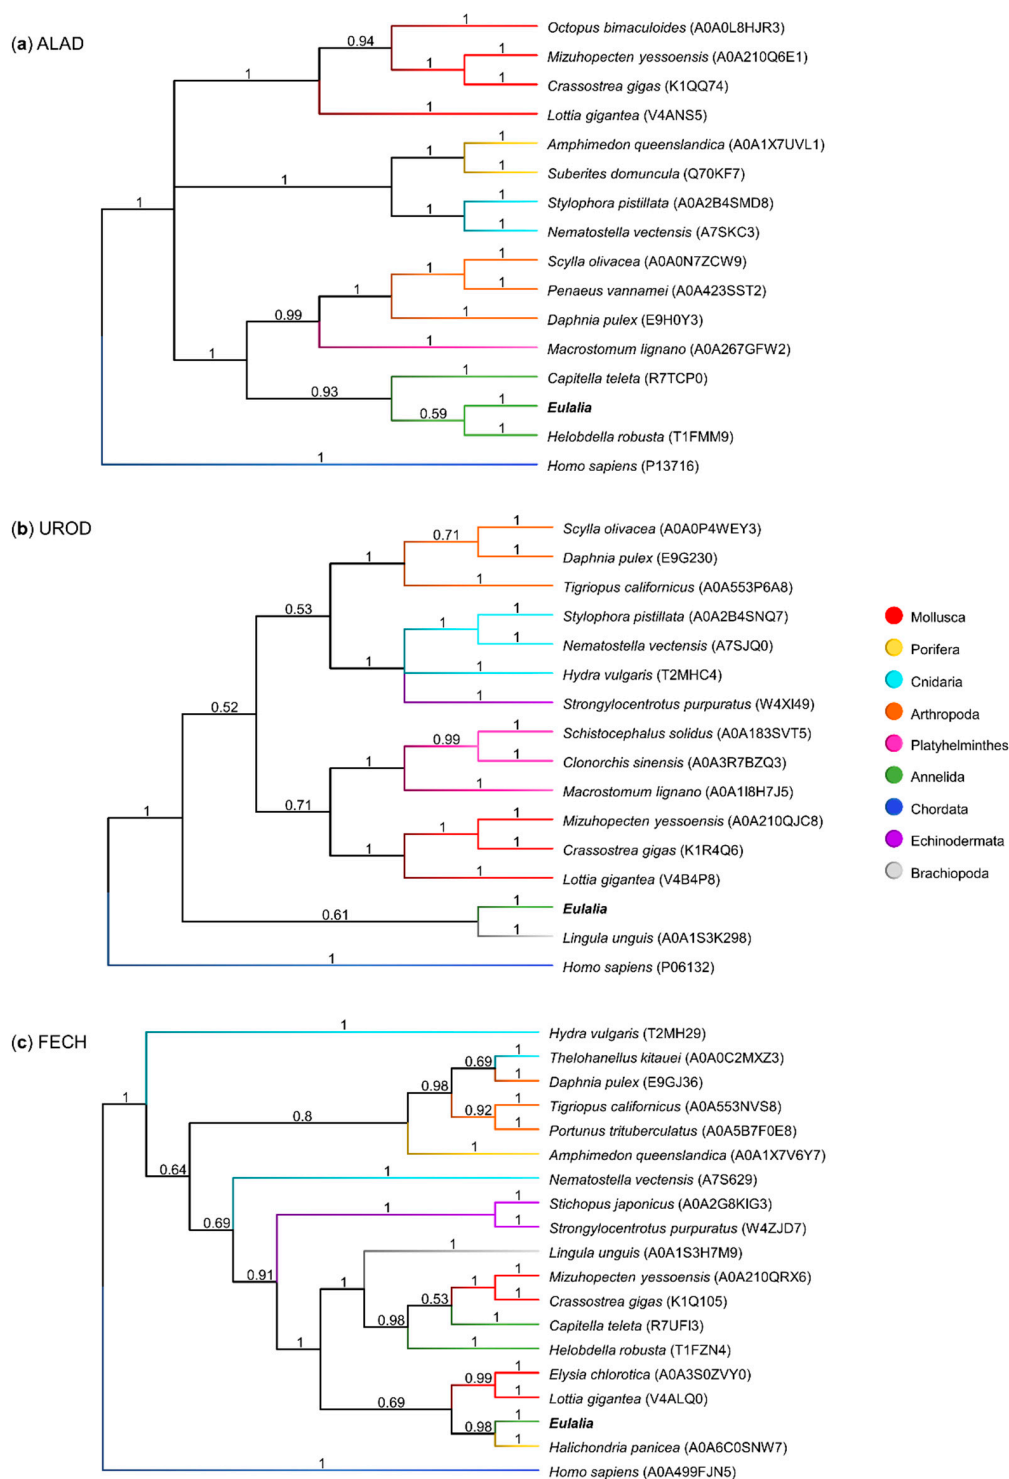 (a) ALAD
1
Octopus bimaculoides (A0A0L8HJR3)
0.94
1
Mizuhopecten yessoensis (A0A210Q6E1)
1
1
1
Crassostrea gigas (K1QQ74)
1
Lottia gigantea (V4ANS5)
1
Amphimedon queenslandica (A0A1X7UVL1)
1
1
Suberites domuncula (Q70KF7)
1
1
Stylophora pistillata (A0A2B4SMD8)
1
1
1
Nematostella vectensis (A7SKC3)
1
Scylla olivacea (A0A0N7ZCW9)
1
1
Penaeus vannamei (A0A423SST2)
1
0.99
1
Daphnia pulex (E9H0Y3)
1
1
Macrostomum lignano (A0A267GFW2)
1
Capitella teleta (R7TCP0)
0.93
1
Eulalia
0.59
1
Helobdella robusta (T1FMM9)
1
Homo sapiens (P13716)
(b) UROD
1
Scylla olivacea (A0A0P4WEY3)
0.71
1
Daphnia pulex (E9G230)
1
1
Tigriopus californicus (A0A553P6A8)
0.53
1
Stylophora pistillata (A0A2B4SNQ7)
1
1
Nematostella vectensis (A7SJQ0)
1
1
Hydra vulgaris (T2MHC4)
1
Strongylocentrotus purpuratus (W4XI49)
0.52
1
Schistocephalus solidus (A0A183SVT5)
0.99
1
Clonorchis sinensis (A0A3R7BZQ3)
1
1
Macrostomum lignano (A0A1I8H7J5)
0.71
1
Mizuhopecten yessoensis (A0A210QJC8)
1
1
1
Crassostrea gigas (K1R4Q6)
1
1
Lottia gigantea (V4B4P8)
1
Eulalia
0.61
1
Lingula unguis (A0A1S3K298)
1
Homo sapiens (P06132)
Mollusca
Porifera
Cnidaria
Arthropoda
Platyhelminthes
Annelida
Chordata
Echinodermata
Brachiopoda
(c) FECH
1
Hydra vulgaris (T2MH29)
1
Thelohanellus kitauei (A0A0C2MXZ3)
0.69
1
Daphnia pulex (E9GJ36)
0.98
1
1
Tigriopus californicus (A0A553NVS8)
0.92
0.8
1
Portunus trituberculatus (A0A5B7F0E8)
1
Amphimedon queenslandica (A0A1X7V6Y7)
0.64
1
Nematostella vectensis (A7S629)
1
Stichopus japonicus (A0A2G8KIG3)
1
0.69
1
Strongylocentrotus purpuratus (W4ZJD7)
1
Lingula unguis (A0A1S3H7M9)
0.91
1
1
1
Mizuhopecten yessoensis (A0A210QRX6)
0.53
1
Crassostrea gigas (K1Q105)
0.98
1
Capitella teleta (R7UFI3)
1
1
Helobdella robusta (T1FZN4)
1
Elysia chlorotica (A0A3S0ZVY0)
0.99
0.69
1
Lottia gigantea (V4ALQ0)
1
Eulalia
0.98
1
Halichondria panicea (A0A6C0SNW7)
1
Homo sapiens (A0A499FJN5)